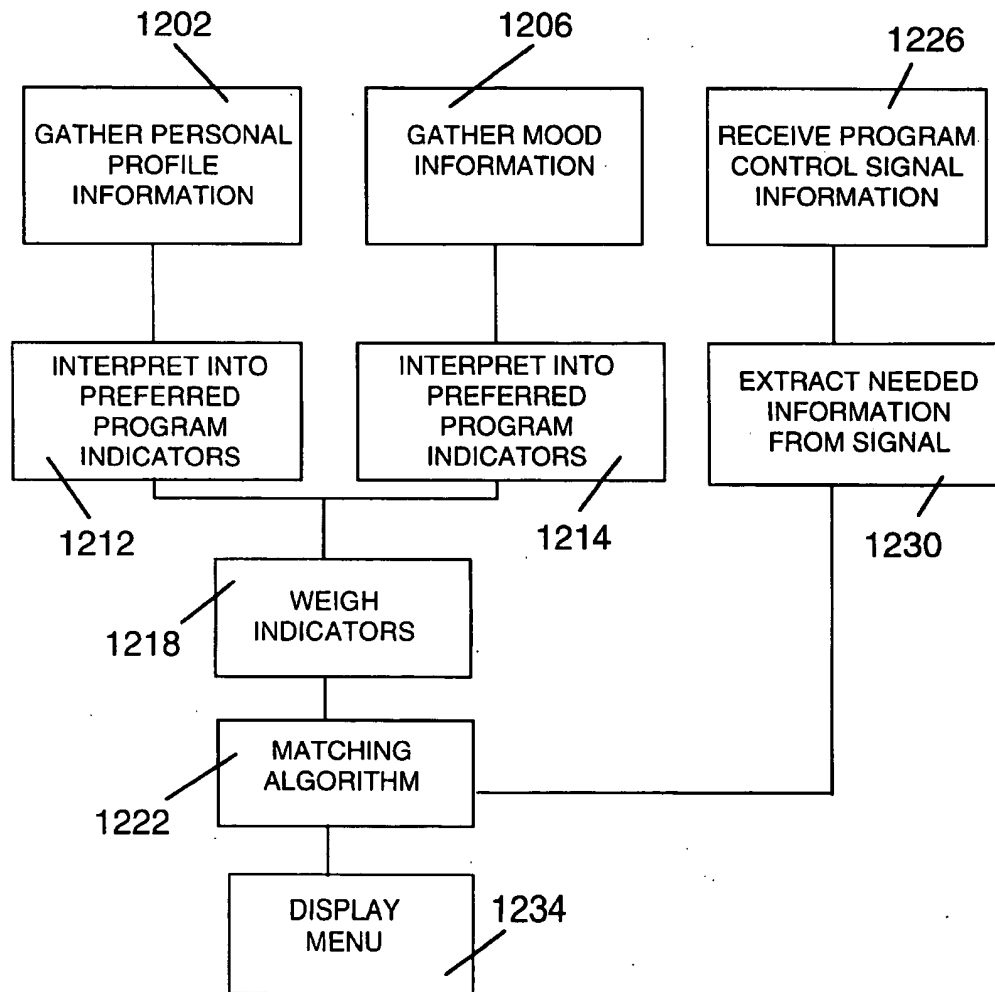 1202
1206
1226
GATHER PERSONAL
PROFILE
INFORMATION
GATHER MOOD
INFORMATION
RECEIVE PROGRAM
CONTROL SIGNAL
INFORMATION
INTERPRET INTO
PREFERRED
PROGRAM
INDICATORS
INTERPRET INTO
PREFERRED
PROGRAM
INDICATORS
EXTRACT NEEDED
INFORMATION
FROM SIGNAL
1212
1214
1230
WEIGH
INDICATORS
1218
MATCHING
ALGORITHM
1222
DISPLAY
MENU
1234